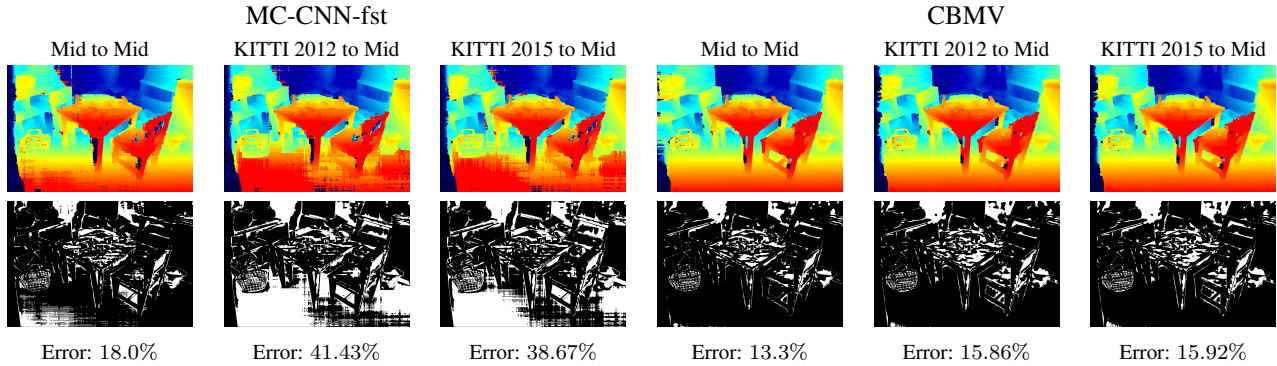 MC-CNN-fst CBMV
Mid to Mid KITTI 2012 to Mid KITTI 2015 to Mid Mid to Mid KITTI 2012 to Mid KITTI 2015 to Mid
Error: 18.0% Error: 41.43% Error: 38.67% Error: 13.3% Error: 15.86% Error: 15.92%